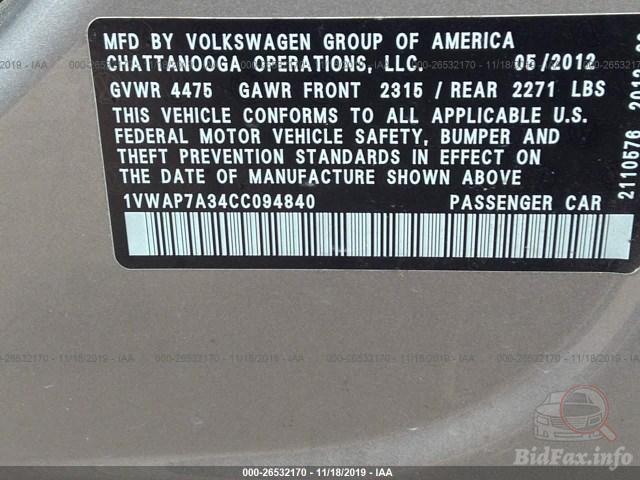 MFD BY VOLKSWAGEN GROUP OF AMERICA
CHATTANOOGA OPERATIONS, LLC. 05/2012
GVWR 4475 GAWR FRONT 2315 / REAR 2271 LBS
THIS VEHICLE CONFORMS TO ALL APPLICABLE U.S.
FEDERAL MOTOR VEHICLE SAFETY, BUMPER AND
THEFT PREVENTION STANDARDS IN EFFECT ON
THE DATE OF MANUFACTURE SHOWN ABOVE
1VWAP7A34CC094840 PASSENGER CAR
2110576
000-26532170 - 11/18/2019 - IAA
BidFax.info